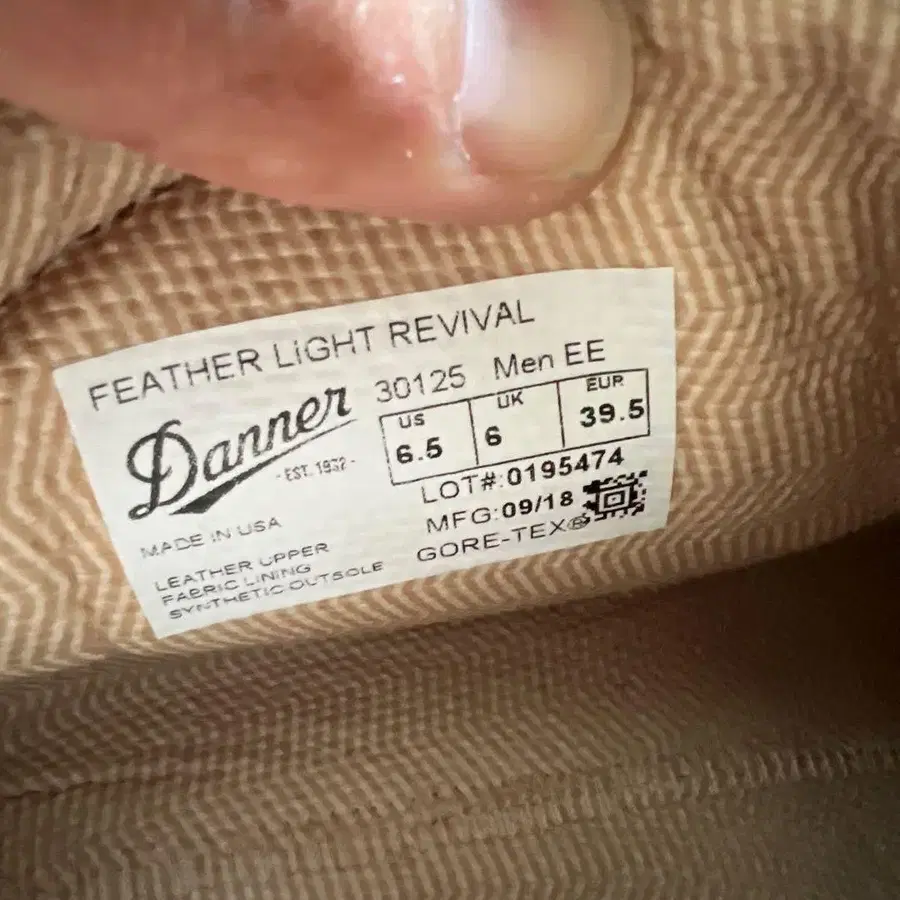 FEATHER LIGHT REVIVAL
Danner
- EST. 1932 -
30125 Men EE
US UK EUR
6.5 6 39.5
LOT#:0195474
MFG:09/18
GORE-TEX®
MADE IN USA
LEATHER UPPER
FABRIC LINING
SYNTHETIC OUTSOLE